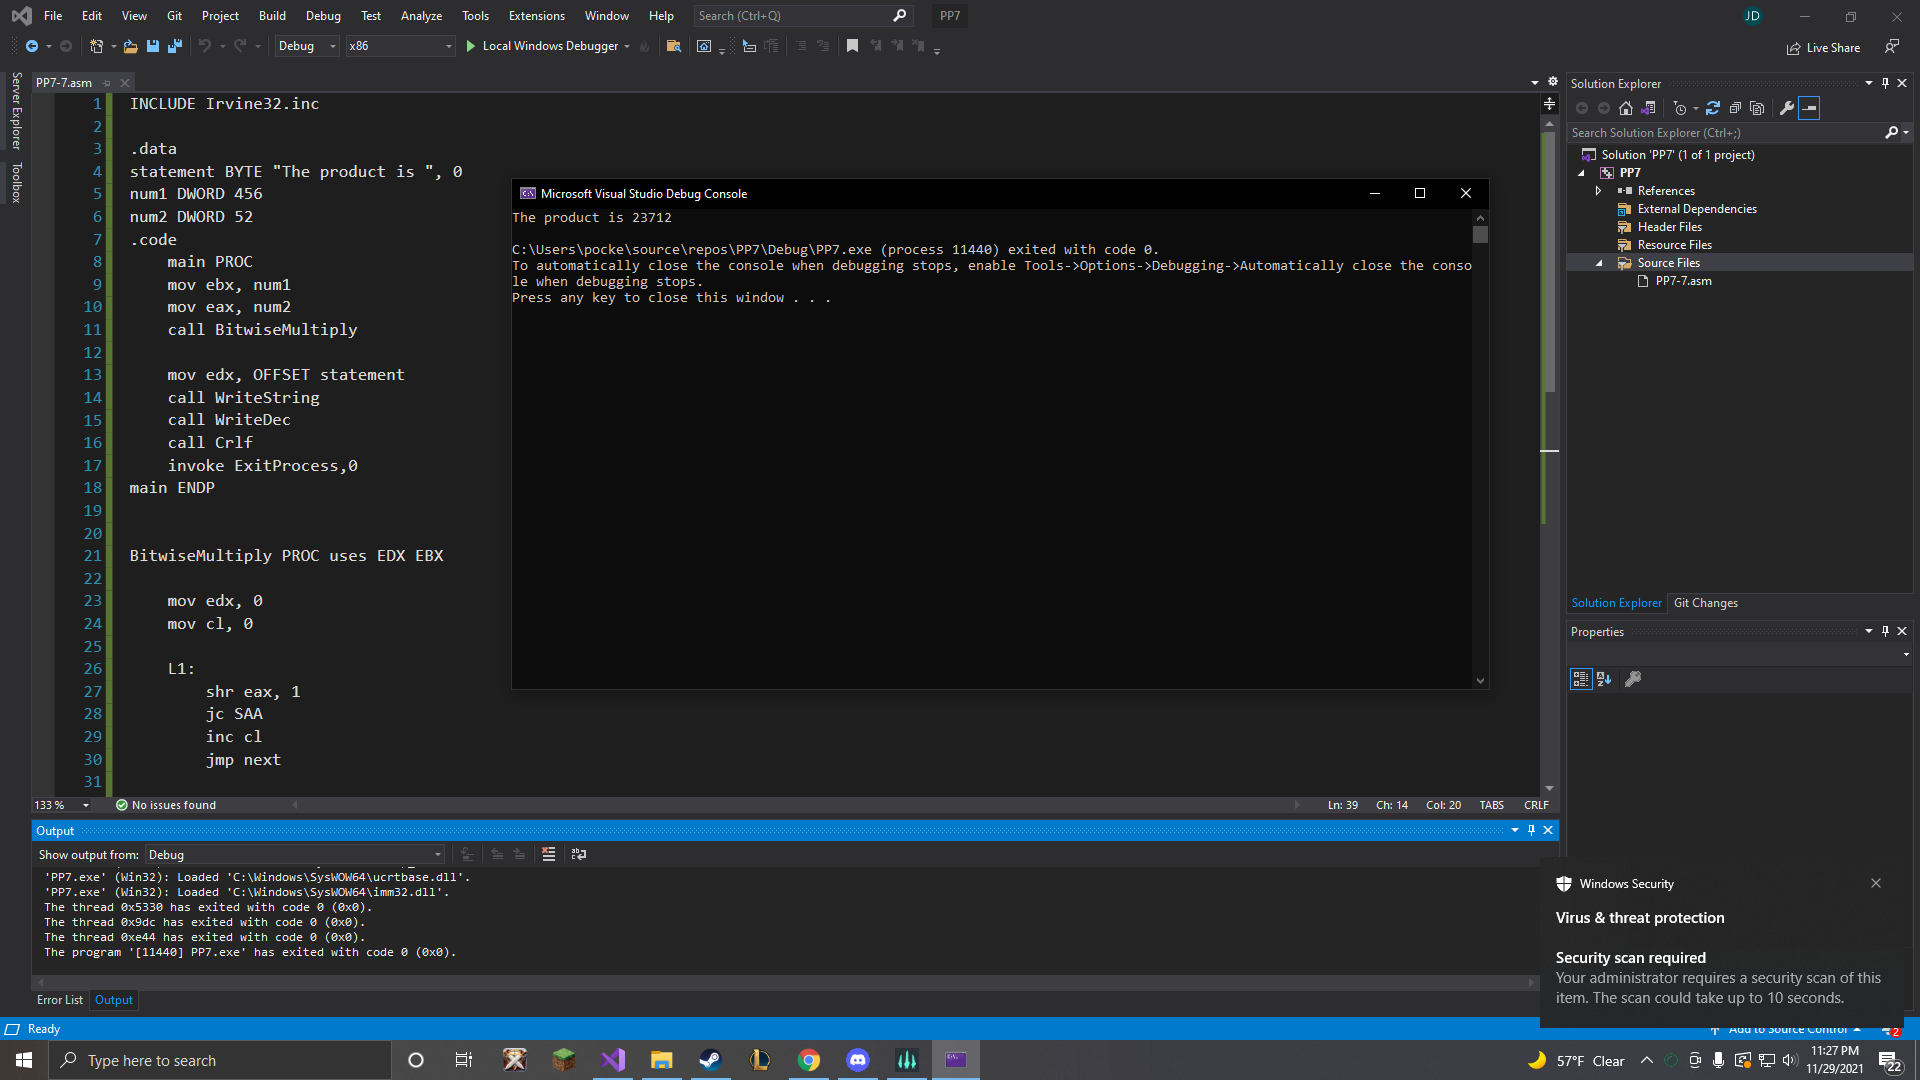 File Edit View Git Project Build Debug Test Analyze Tools Extensions Window Help Search (Ctrl+Q) PP7 JD
Debug x86 Local Windows Debugger Live Share
Server Explorer
Toolbox
PP7-7.asm
1 INCLUDE Irvine32.inc
2
3 .data
4 statement BYTE "The product is ", 0
5 num1 DWORD 456
6 num2 DWORD 52
7 .code
8 main PROC
9 mov ebx, num1
10 mov eax, num2
11 call BitwiseMultiply
12
13 mov edx, OFFSET statement
14 call WriteString
15 call WriteDec
16 call Crlf
17 invoke ExitProcess,0
18 main ENDP
19
20
21 BitwiseMultiply PROC uses EDX EBX
22
23 mov edx, 0
24 mov cl, 0
25
26 L1:
27 shr eax, 1
28 jc SAA
29 inc cl
30 jmp next
31
133 % No issues found Ln: 39 Ch: 14 Col: 20 TABS CRLF
Microsoft Visual Studio Debug Console
The product is 23712
C:\Users\pocke\source\repos\PP7\Debug\PP7.exe (process 11440) exited with code 0.
To automatically close the console when debugging stops, enable Tools->Options->Debugging->Automatically close the conso
le when debugging stops.
Press any key to close this window . . .
Solution Explorer
Search Solution Explorer (Ctrl+;)
Solution 'PP7' (1 of 1 project)
PP7
References
External Dependencies
Header Files
Resource Files
Source Files
PP7-7.asm
Solution Explorer Git Changes
Properties
Output
Show output from: Debug
'PP7.exe' (Win32): Loaded 'C:\Windows\SysWOW64\ucrtbase.dll'.
'PP7.exe' (Win32): Loaded 'C:\Windows\SysWOW64\imm32.dll'.
The thread 0x5330 has exited with code 0 (0x0).
The thread 0x9dc has exited with code 0 (0x0).
The thread 0xe44 has exited with code 0 (0x0).
The program '[11440] PP7.exe' has exited with code 0 (0x0).
Error List Output
Windows Security
Virus & threat protection
Security scan required
Your administrator requires a security scan of this
item. The scan could take up to 10 seconds.
Ready Add to Source Control 2
Type here to search 57°F Clear 11:27 PM
11/29/2021 22